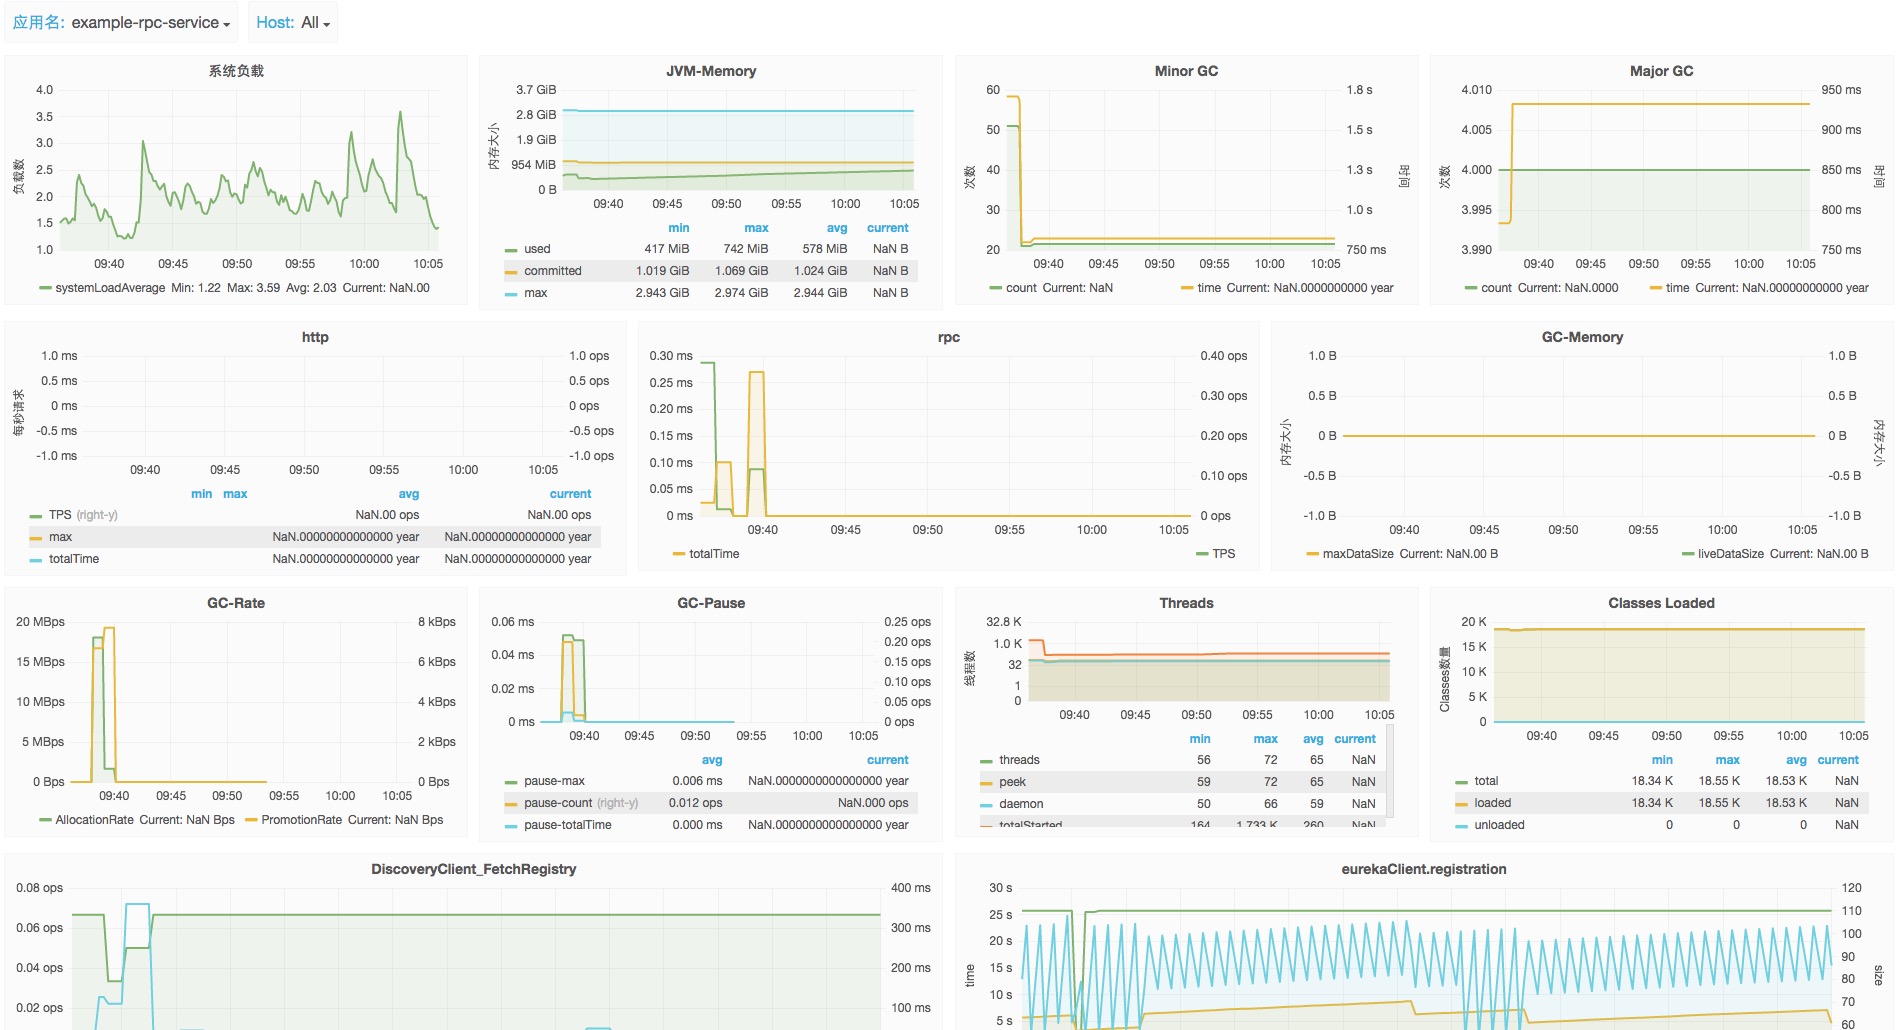 应用名: example-rpc-service Host: All
系统负载
4.0
3.5
3.0
2.5
2.0
1.5
1.0
负载数
09:40 09:45 09:50 09:55 10:00 10:05
systemLoadAverage Min: 1.22 Max: 3.59 Avg: 2.03 Current: NaN.00
JVM-Memory
3.7 GiB
2.8 GiB
1.9 GiB
954 MiB
0 B
内存大小
09:40 09:45 09:50 09:55 10:00 10:05
min max avg current
used 417 MiB 742 MiB 578 MiB NaN B
committed 1.019 GiB 1.069 GiB 1.024 GiB NaN B
max 2.943 GiB 2.974 GiB 2.944 GiB NaN B
Minor GC
60 1.8 s
50 1.5 s
40 1.3 s
30 1.0 s
20 750 ms
次数
时间
09:40 09:45 09:50 09:55 10:00 10:05
count Current: NaN time Current: NaN.0000000000 year
Major GC
4.010 950 ms
4.005 900 ms
4.000 850 ms
3.995 800 ms
3.990 750 ms
次数
时间
09:40 09:45 09:50 09:55 10:00 10:05
count Current: NaN.0000 time Current: NaN.00000000000 year
http
1.0 ms 1.0 ops
0.5 ms 0.5 ops
0 ms 0 ops
-0.5 ms -0.5 ops
-1.0 ms -1.0 ops
每秒请求
09:40 09:45 09:50 09:55 10:00 10:05
min max avg current
TPS (right-y) NaN.00 ops NaN.00 ops
max NaN.00000000000000 year NaN.00000000000000 year
totalTime NaN.00000000000000 year NaN.00000000000000 year
rpc
0.30 ms 0.40 ops
0.25 ms 0.30 ops
0.20 ms 0.20 ops
0.15 ms 0.10 ops
0.10 ms 0 ops
0.05 ms
0 ms
09:40 09:45 09:50 09:55 10:00 10:05
totalTime TPS
GC-Memory
1.0 B 1.0 B
0.5 B 0.5 B
0 B 0 B
-0.5 B -0.5 B
-1.0 B -1.0 B
内存大小
内存大小
09:40 09:45 09:50 09:55 10:00 10:05
maxDataSize Current: NaN.00 B liveDataSize Current: NaN.00 B
GC-Rate
20 MBps 8 kBps
15 MBps 6 kBps
10 MBps 4 kBps
5 MBps 2 kBps
0 Bps 0 Bps
09:40 09:45 09:50 09:55 10:00 10:05
AllocationRate Current: NaN Bps PromotionRate Current: NaN Bps
GC-Pause
0.06 ms 0.25 ops
0.04 ms 0.20 ops
0.02 ms 0.15 ops
0 ms 0.10 ops
0.05 ops
0 ops
09:40 09:45 09:50 09:55 10:00 10:05
avg current
pause-max 0.006 ms NaN.0000000000000000 year
pause-count (right-y) 0.012 ops NaN.000 ops
pause-totalTime 0.000 ms NaN.0000000000000000 year
Threads
32.8 K
1.0 K
32
1
0
线程数
09:40 09:45 09:50 09:55 10:00 10:05
min max avg current
threads 56 72 65 NaN
peek 59 72 65 NaN
daemon 50 66 59 NaN
totalStarted 164 1.733 K 260 NaN
Classes Loaded
20 K
15 K
10 K
5 K
0
Classes数量
09:40 09:45 09:50 09:55 10:00 10:05
min max avg current
total 18.34 K 18.55 K 18.53 K NaN
loaded 18.34 K 18.55 K 18.53 K NaN
unloaded 0 0 0 NaN
DiscoveryClient_FetchRegistry
0.08 ops 400 ms
0.06 ops 300 ms
0.04 ops 200 ms
0.02 ops 100 ms
eurekaClient.registration
30 s 120
25 s 110
20 s 100
15 s 90
10 s 80
5 s 70
60
time
size